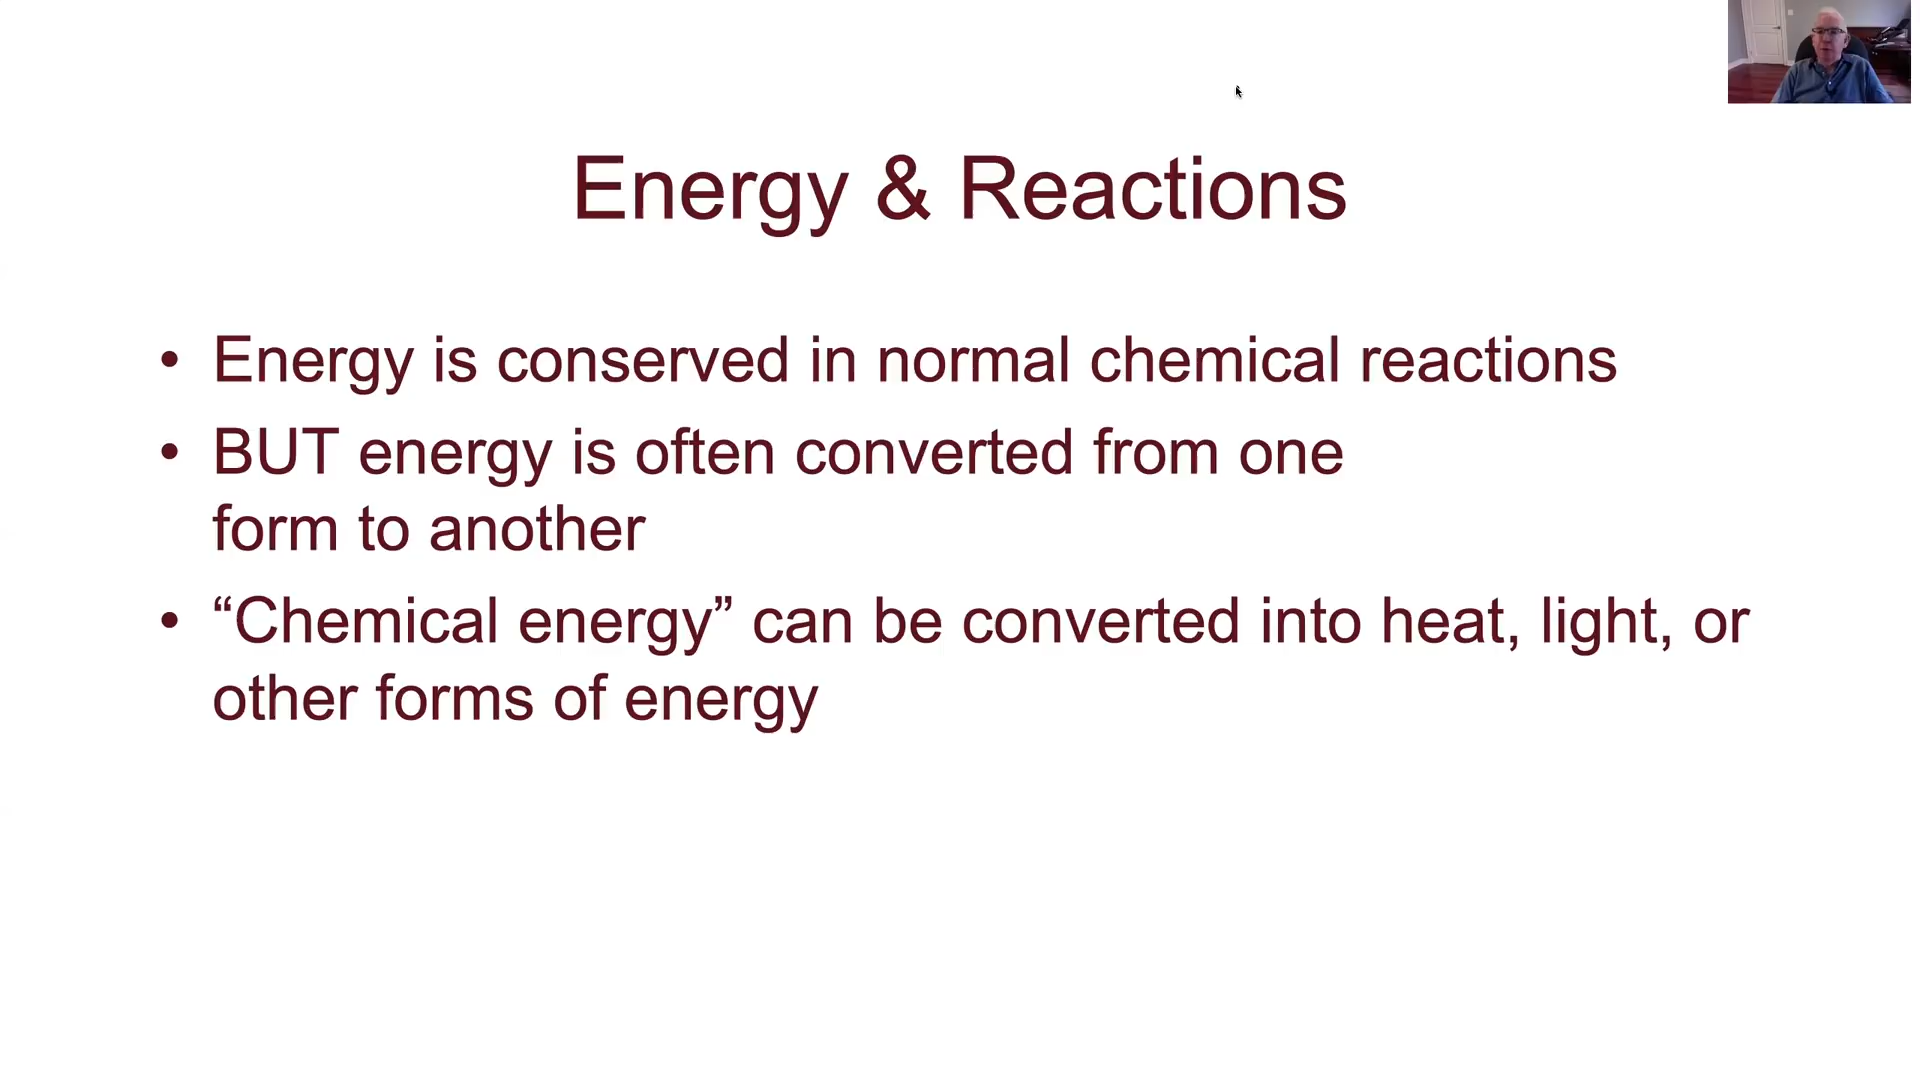 Energy & Reactions
• Energy is conserved in normal chemical reactions
• BUT energy is often converted from one
form to another
• “Chemical energy” can be converted into heat, light, or
other forms of energy